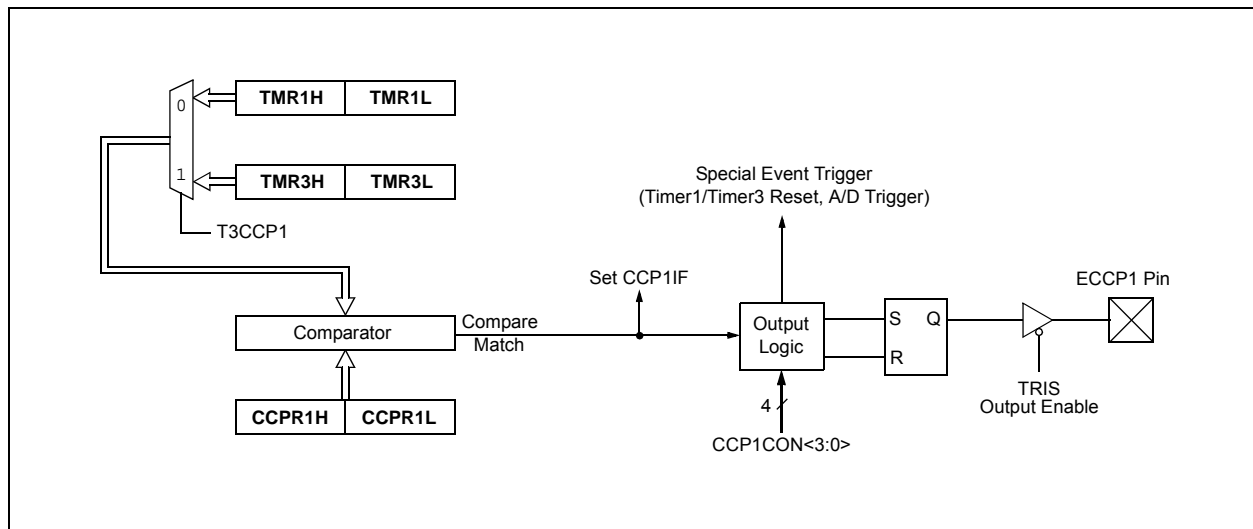 0
TMR1H TMR1L
1
TMR3H TMR3L
T3CCP1
Special Event Trigger
(Timer1/Timer3 Reset, A/D Trigger)
Set CCP1IF
ECCP1 Pin
Comparator
Compare
Match
Output
Logic
S Q
R
TRIS
Output Enable
CCPR1H CCPR1L
4
CCP1CON<3:0>